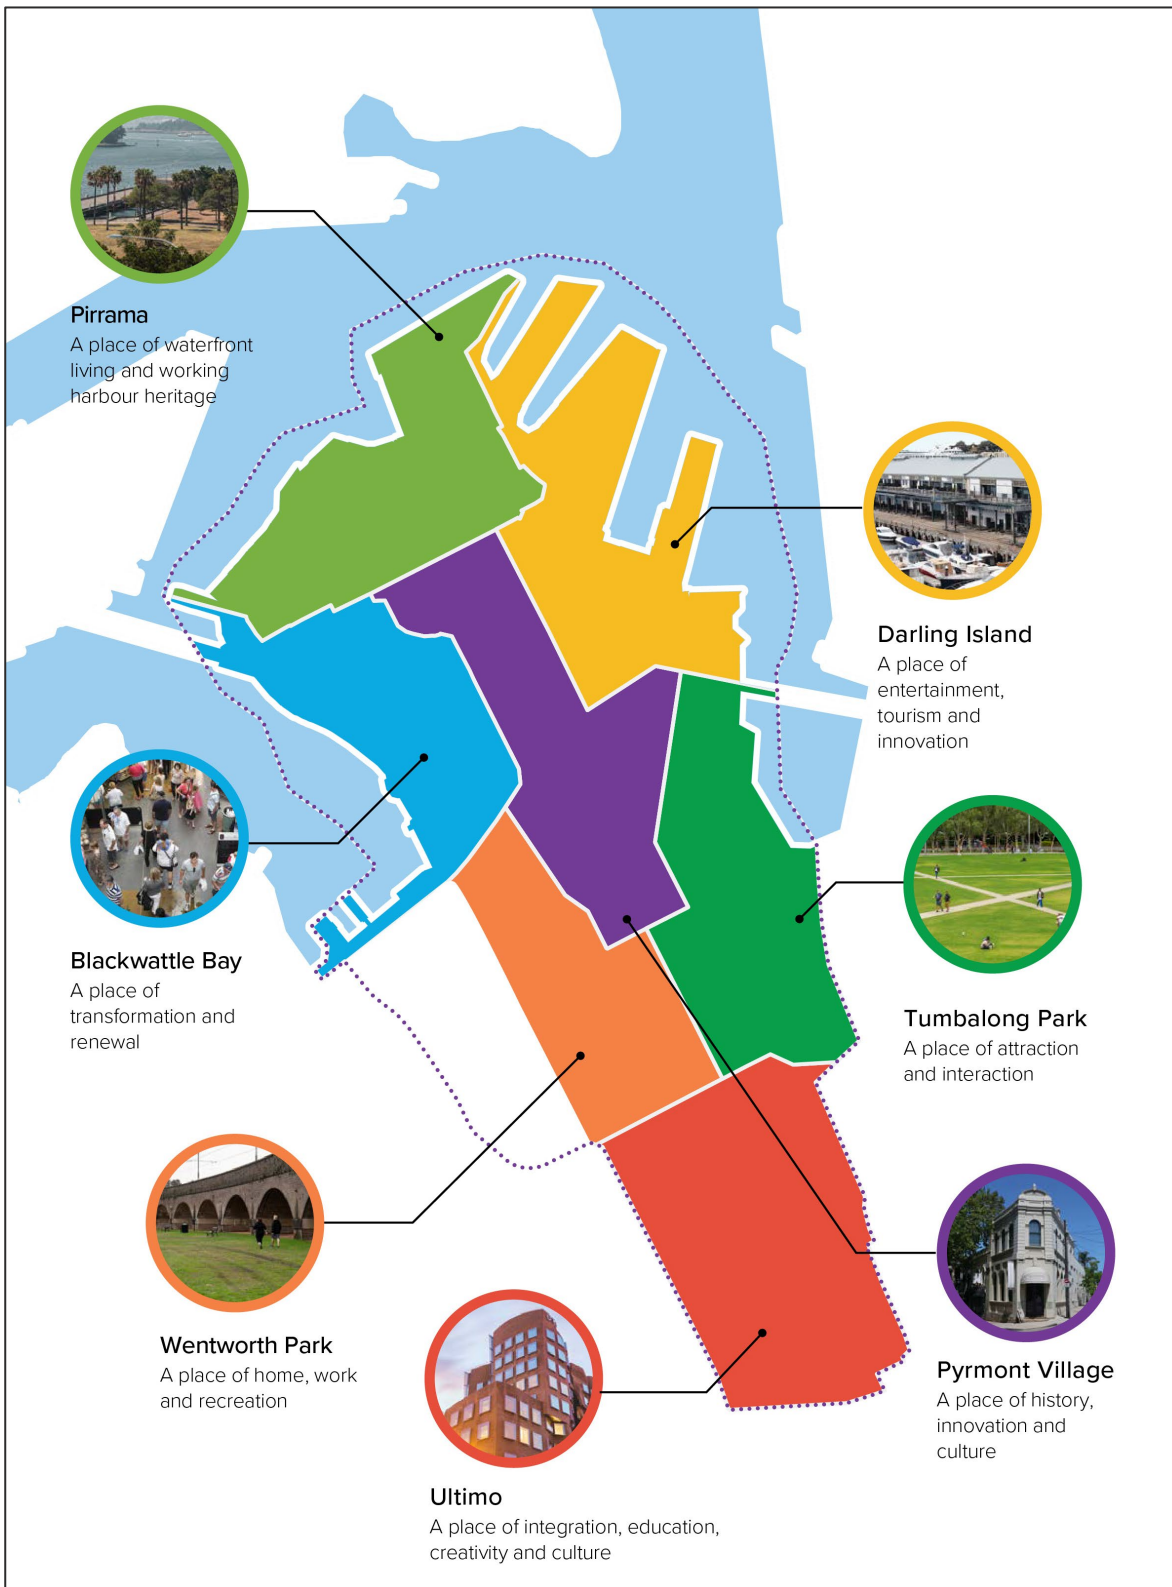 Pirrama
A place of waterfront
living and working
harbour heritage
Darling Island
A place of
entertainment,
tourism and
innovation
Blackwattle Bay
A place of
transformation and
renewal
Tumbalong Park
A place of attraction
and interaction
Wentworth Park
A place of home, work
and recreation
Pyrmont Village
A place of history,
innovation and
culture
Ultimo
A place of integration, education,
creativity and culture